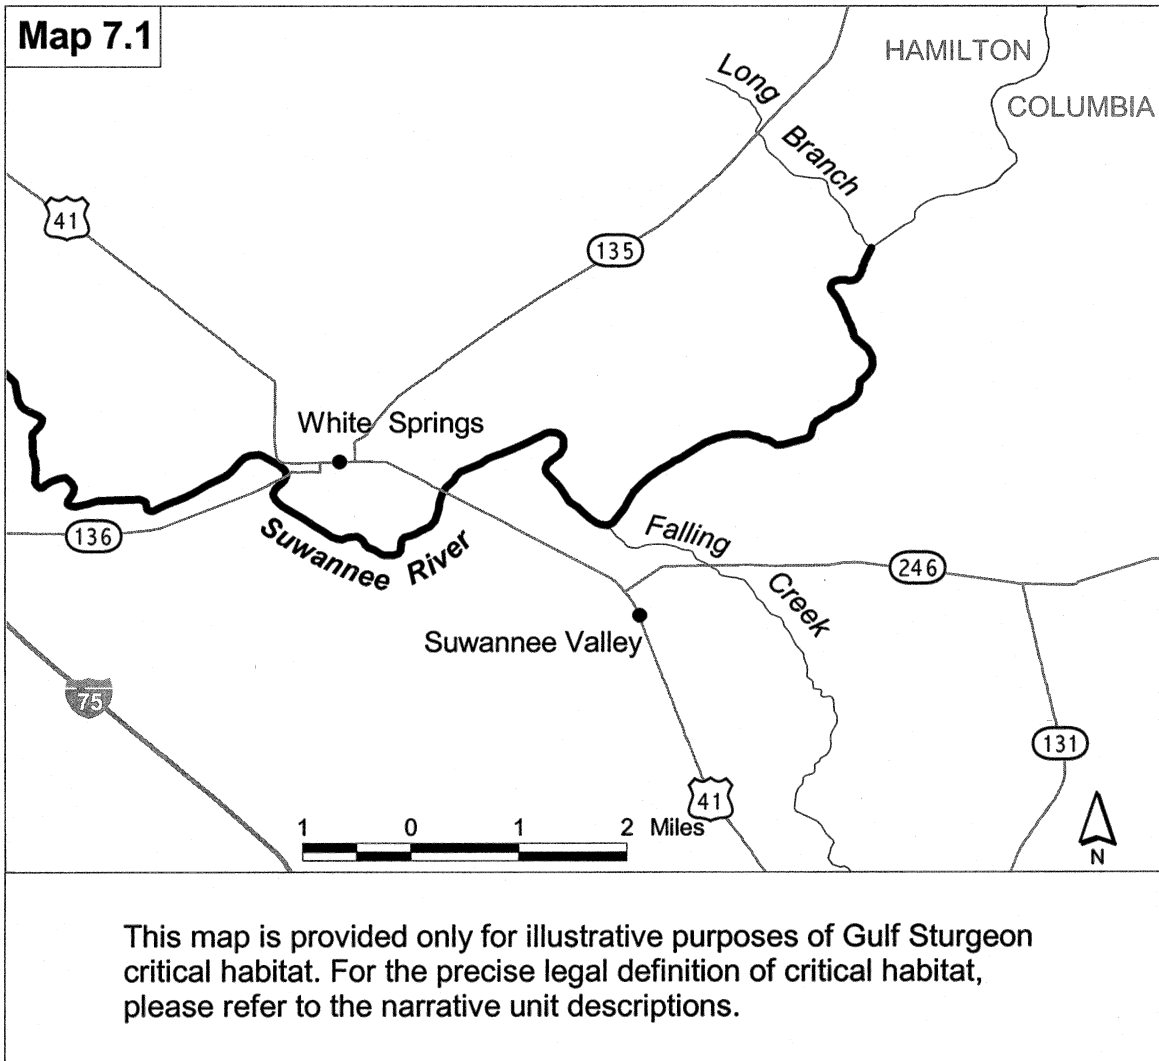 Map 7.1
HAMILTON
COLUMBIA
Long
Branch
41
135
White Springs
136
Suwannee River
Falling
Creek
246
Suwannee Valley
75
131
41
1 0 1 2 Miles
N
This map is provided only for illustrative purposes of Gulf Sturgeon
critical habitat. For the precise legal definition of critical habitat,
please refer to the narrative unit descriptions.